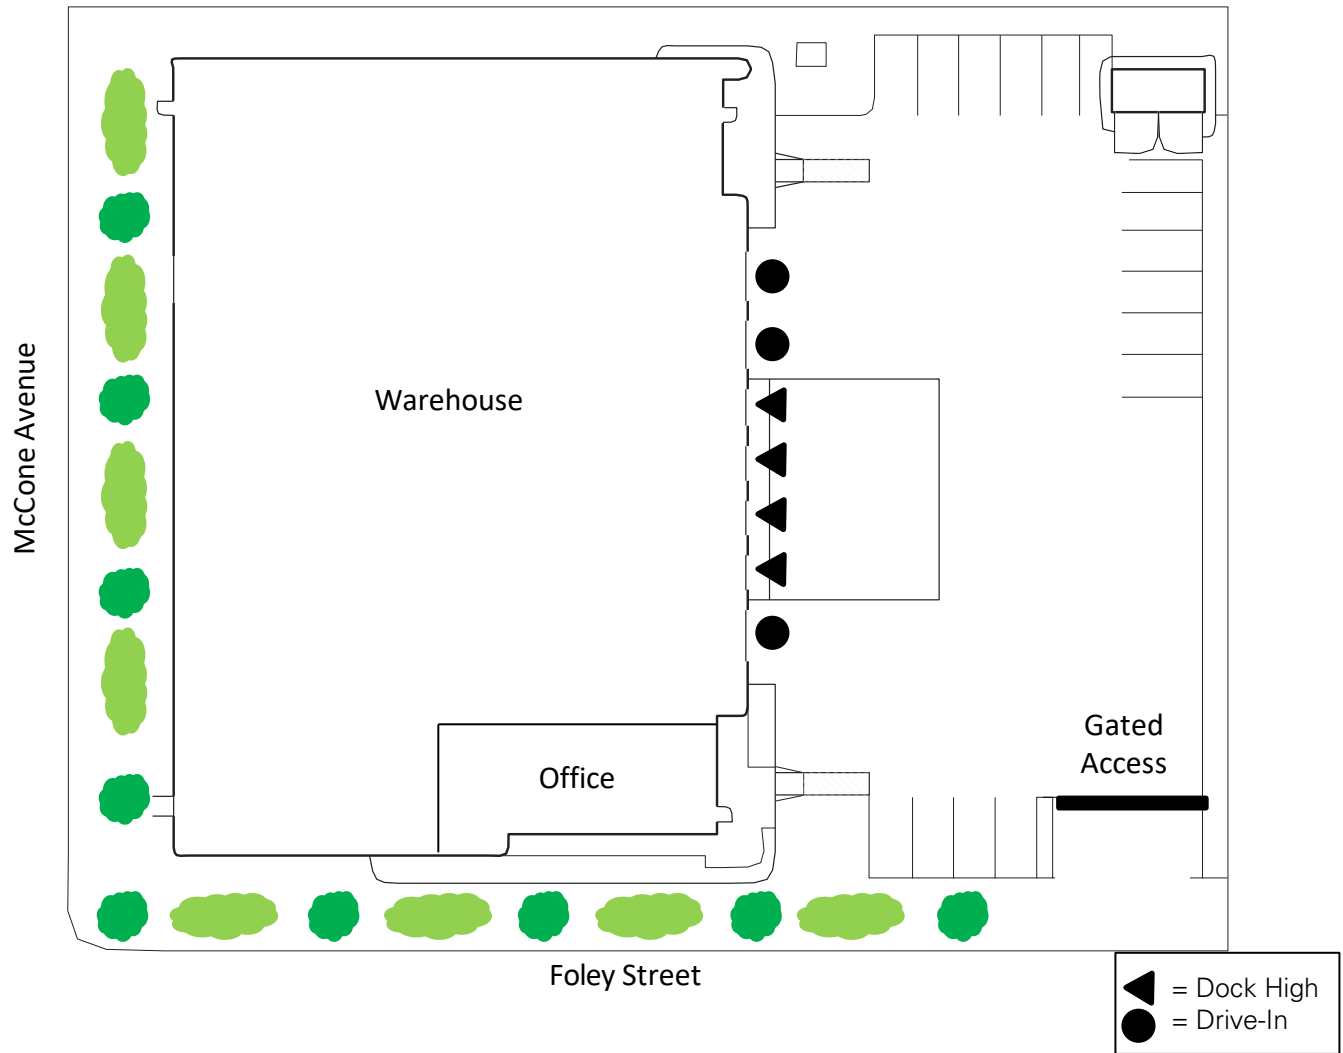 McCone Avenue
Warehouse
Gated
Access
Office
Foley Street
= Dock High
= Drive-In